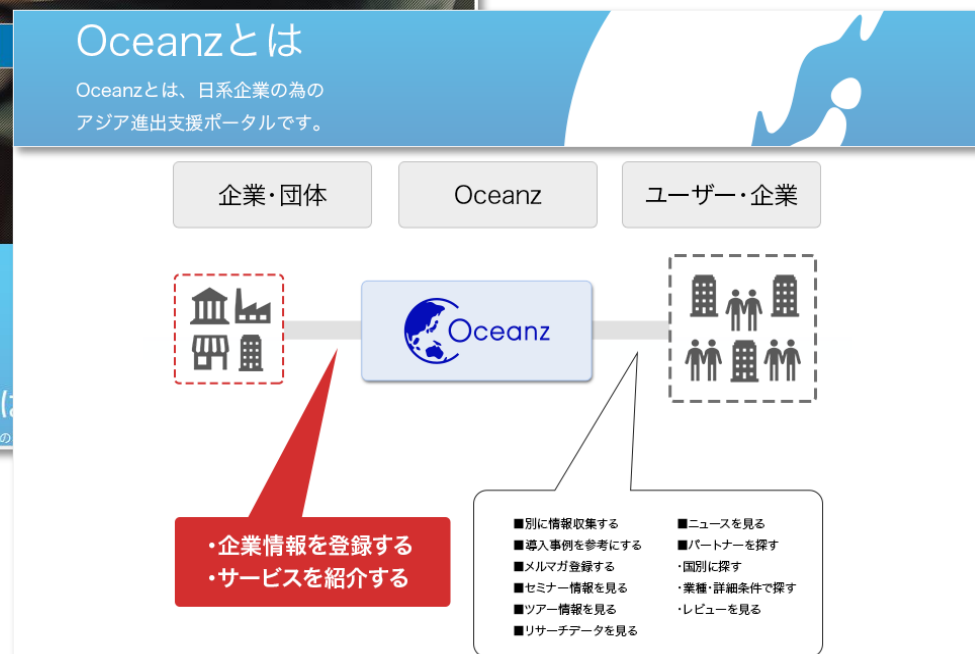 Oceanzとは
Oceanzとは、日系企業の為の
アジア進出支援ポータルです。
企業・団体
Oceanz
ユーザー・企業
Oceanz
・企業情報を登録する
・サービスを紹介する
■別に情報収集する
■導入事例を参考にする
■メルマガ登録する
■セミナー情報を見る
■ツアー情報を見る
■リサーチデータを見る
■ニュースを見る
■パートナーを探す
・国別に探す
・業種・詳細条件で探す
・レビューを見る
は
の